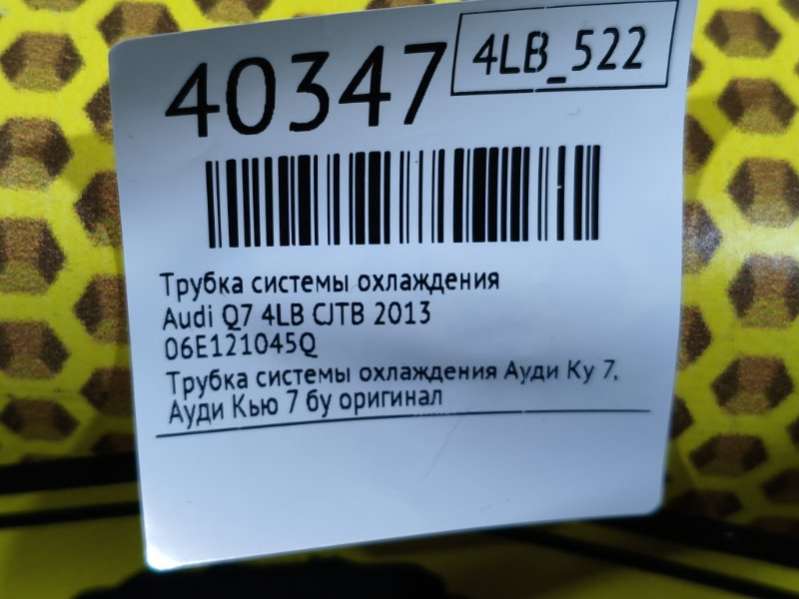 40347
4LB_522
Трубка системы охлаждения
Audi Q7 4LB CJTB 2013
06E121045Q
Трубка системы охлаждения Ауди Ку 7,
Ауди Кью 7 бу оригинал